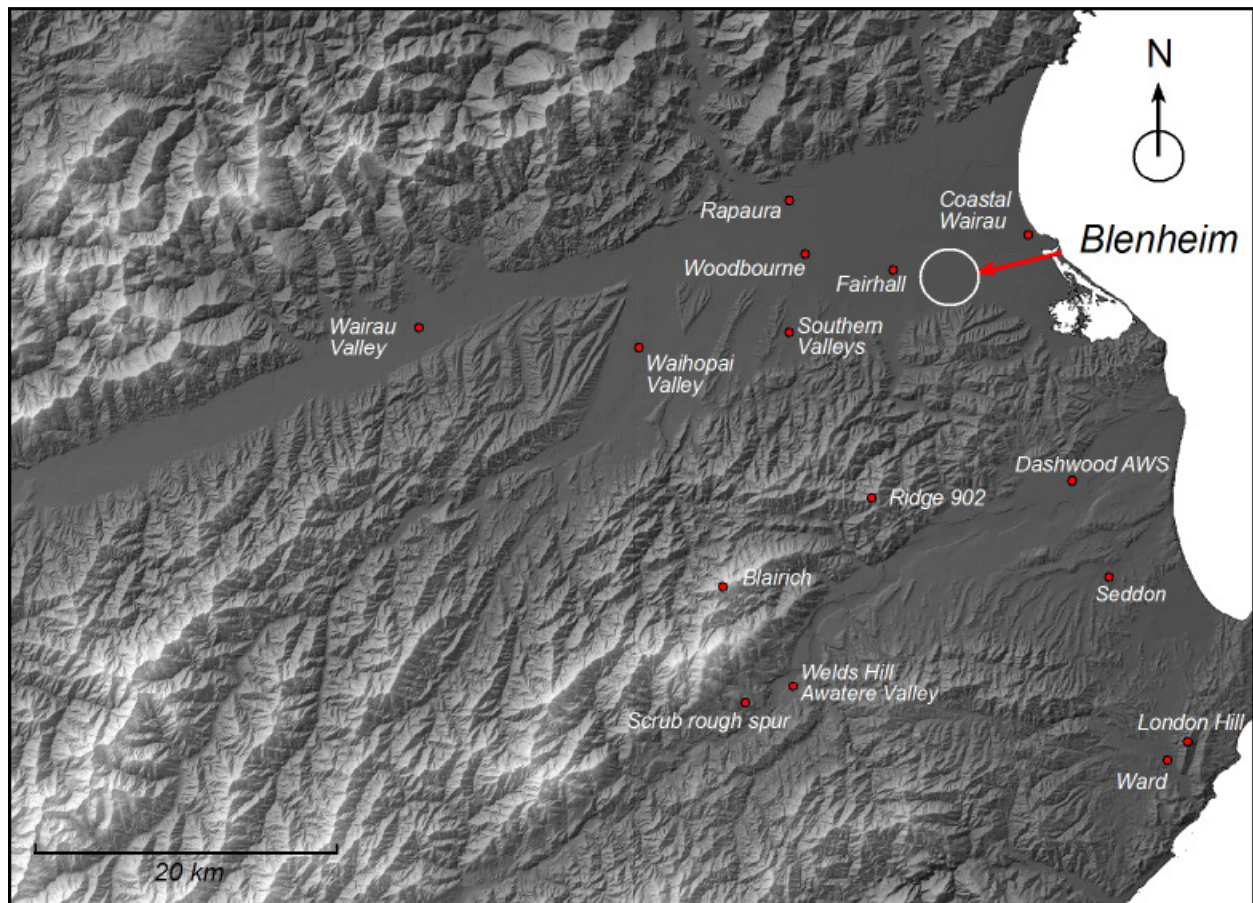 N
Coastal
Wairau
Rapaura
Blenheim
Woodbourne
Fairhall
Wairau
Valley
Southern
Valleys
Waihopai
Valley
Dashwood AWS
Ridge 902
Blairich
Seddon
Welds Hill
Awatere Valley
Scrub rough spur
London Hill
Ward
20 km